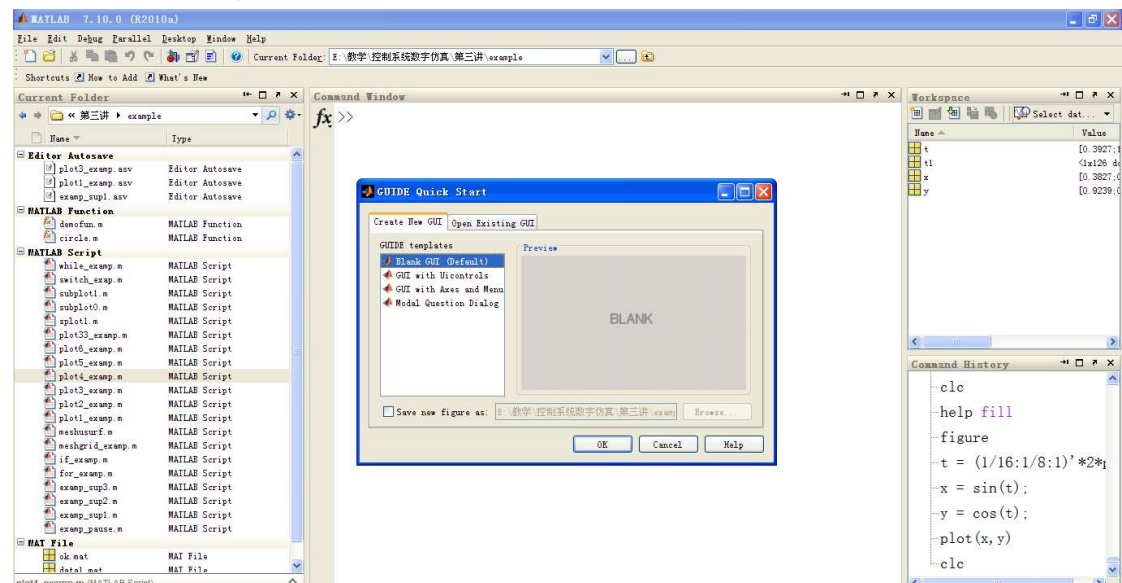 MATLAB 7.10.0 (R2010a)
File Edit Debug Parallel Desktop Window Help
Current Folder: E:\教学\控制系统数字仿真\第三讲\example
Shortcuts How to Add What's New
Current Folder
« 第三讲 ▸ example
Name Type
Editor Autosave
plot3_examp.asv Editor Autosave
plot1_examp.asv Editor Autosave
examp_sup1.asv Editor Autosave
MATLAB Function
demofun.m MATLAB Function
circle.m MATLAB Function
MATLAB Script
while_examp.m MATLAB Script
switch_exap.m MATLAB Script
subplot1.m MATLAB Script
subplot0.m MATLAB Script
splot1.m MATLAB Script
plot33_examp.m MATLAB Script
plot6_examp.m MATLAB Script
plot5_examp.m MATLAB Script
plot4_examp.m MATLAB Script
plot3_examp.m MATLAB Script
plot2_examp.m MATLAB Script
plot1_examp.m MATLAB Script
meshusurf.m MATLAB Script
meshgrid_examp.m MATLAB Script
if_examp.m MATLAB Script
for_examp.m MATLAB Script
examp_sup3.m MATLAB Script
examp_sup2.m MATLAB Script
examp_sup1.m MATLAB Script
examp_pause.m MATLAB Script
MAT File
ok.mat MAT File
data1.mat MAT File
plot4_examp.m (MATLAB Script)
Command Window
fx >>
GUIDE Quick Start
Create New GUI Open Existing GUI
GUIDE templates
Blank GUI (Default)
GUI with Uicontrols
GUI with Axes and Menu
Modal Question Dialog
Preview
BLANK
Save new figure as: E:\教学\控制系统数字仿真\第三讲\examp Browse...
OK Cancel Help
Workspace
Select dat...
Name Value
t [0.3927;1
t1 <1x126 do
x [0.3827;0
y [0.9239;0
Command History
clc
help fill
figure
t = (1/16:1/8:1)'*2*p
x = sin(t);
y = cos(t);
plot(x,y)
clc